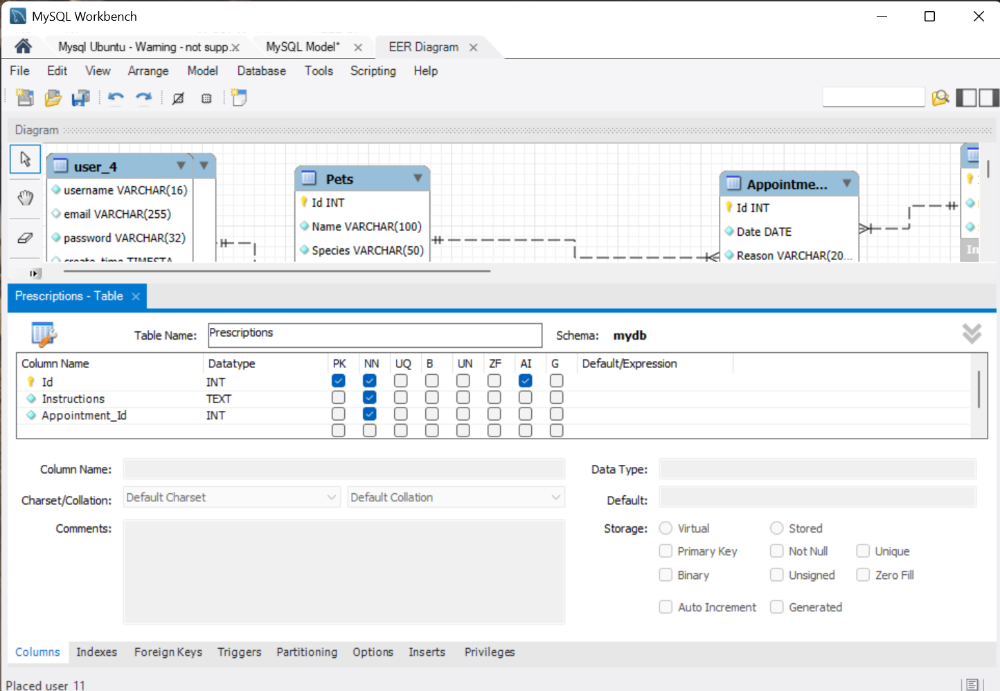 MySQL Workbench
Mysql Ubuntu - Warning - not supp.
MySQL Model*
EER Diagram
File Edit View Arrange Model Database Tools Scripting Help
Diagram
user_4
username VARCHAR(16)
email VARCHAR(255)
password VARCHAR(32)
create_time TIMESTA
Pets
Id INT
Name VARCHAR(100)
Species VARCHAR(50)
Appointme...
Id INT
Date DATE
Reason VARCHAR(20...
In
Prescriptions - Table
Table Name: Prescriptions Schema: mydb
Column Name Datatype PK NN UQ B UN ZF AI G Default/Expression
Id INT
Instructions TEXT
Appointment_Id INT
Column Name: Data Type:
Charset/Collation: Default Charset Default Collation Default:
Comments: Storage: Virtual Stored
Primary Key Not Null Unique
Binary Unsigned Zero Fill
Auto Increment Generated
Columns Indexes Foreign Keys Triggers Partitioning Options Inserts Privileges
Placed user_11